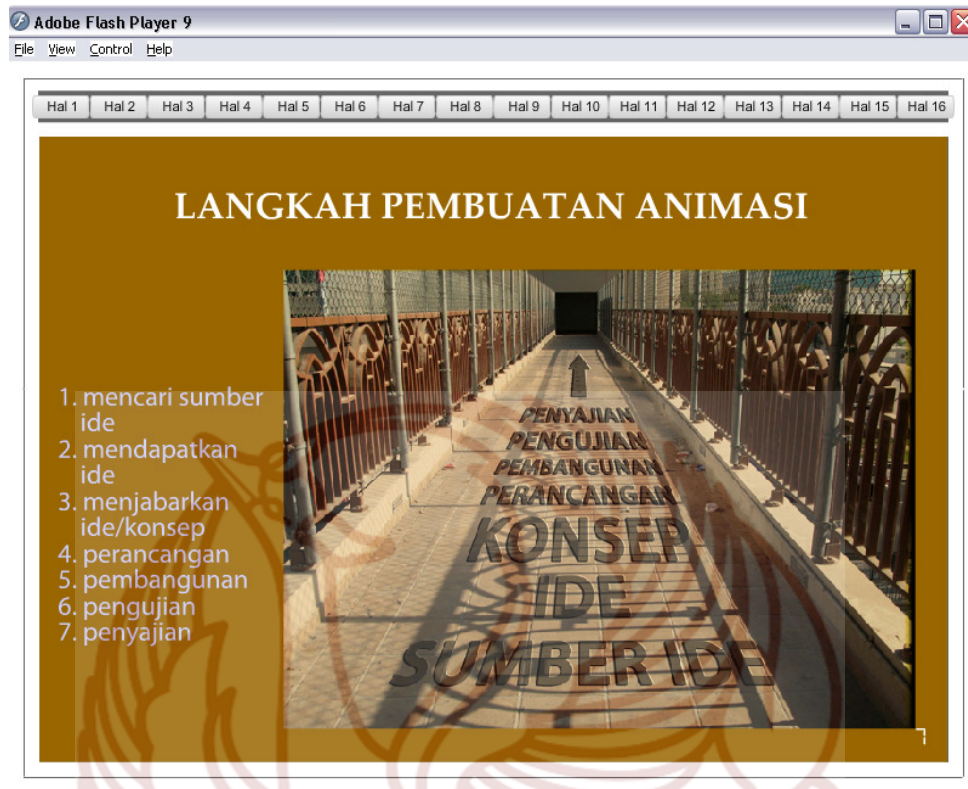 Adobe Flash Player 9
File View Control Help
Hal 1 Hal 2 Hal 3 Hal 4 Hal 5 Hal 6 Hal 7 Hal 8 Hal 9 Hal 10 Hal 11 Hal 12 Hal 13 Hal 14 Hal 15 Hal 16
LANGKAH PEMBUATAN ANIMASI
1. mencari sumber
ide
2. mendapatkan
ide
3. menjabarkan
ide/konsep
4. perancangan
5. pembangunan
6. pengujian
7. penyajian
PENYAJIAN
PENGUJIAN
PEMBANGUNAN
PERANCANGAN
KONSEP
IDE
SUMBER IDE